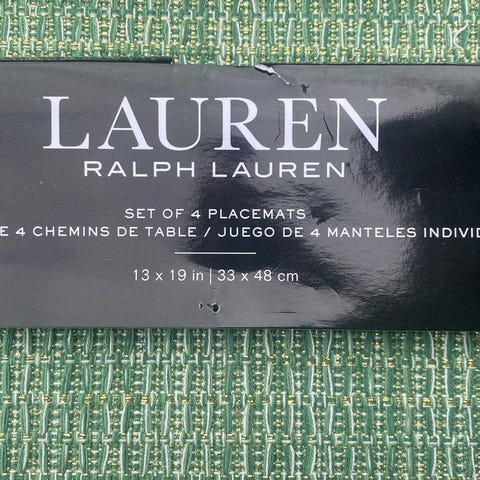 LAUREN
RALPH LAUREN
SET OF 4 PLACEMATS
E 4 CHEMINS DE TABLE / JUEGO DE 4 MANTELES INDIVID
13 x 19 in | 33 x 48 cm